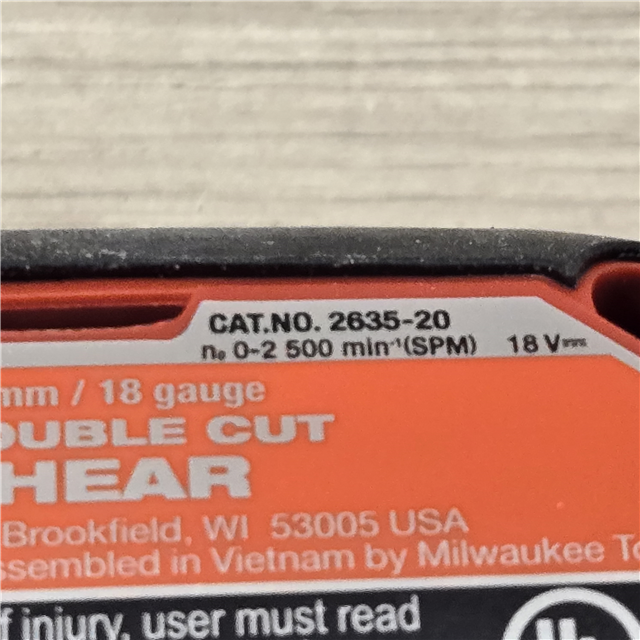 CAT.NO. 2635-20
n₀ 0-2 500 min⁻¹(SPM) 18 V⎓
mm / 18 gauge
OUBLE CUT
HEAR
Brookfield, WI 53005 USA
ssembled in Vietnam by Milwaukee To
f injury, user must read
UL